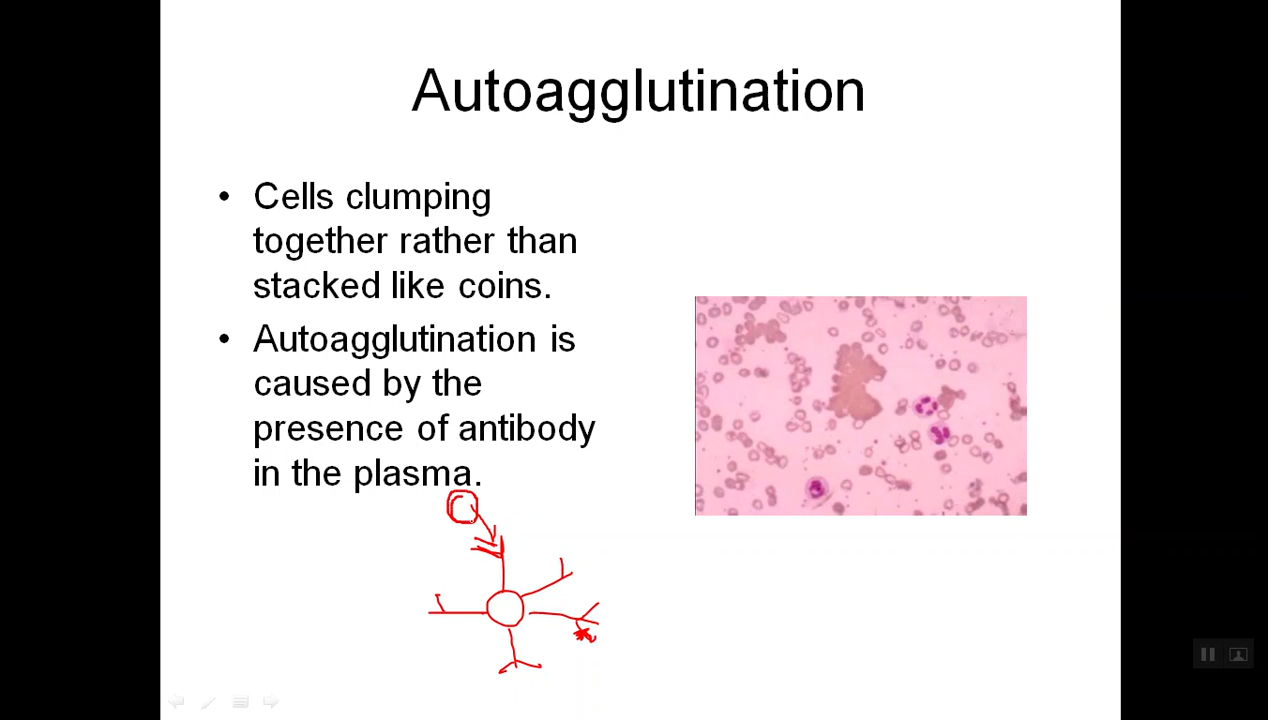 Autoagglutination
• Cells clumping
together rather than
stacked like coins.
• Autoagglutination is
caused by the
presence of antibody
in the plasma.